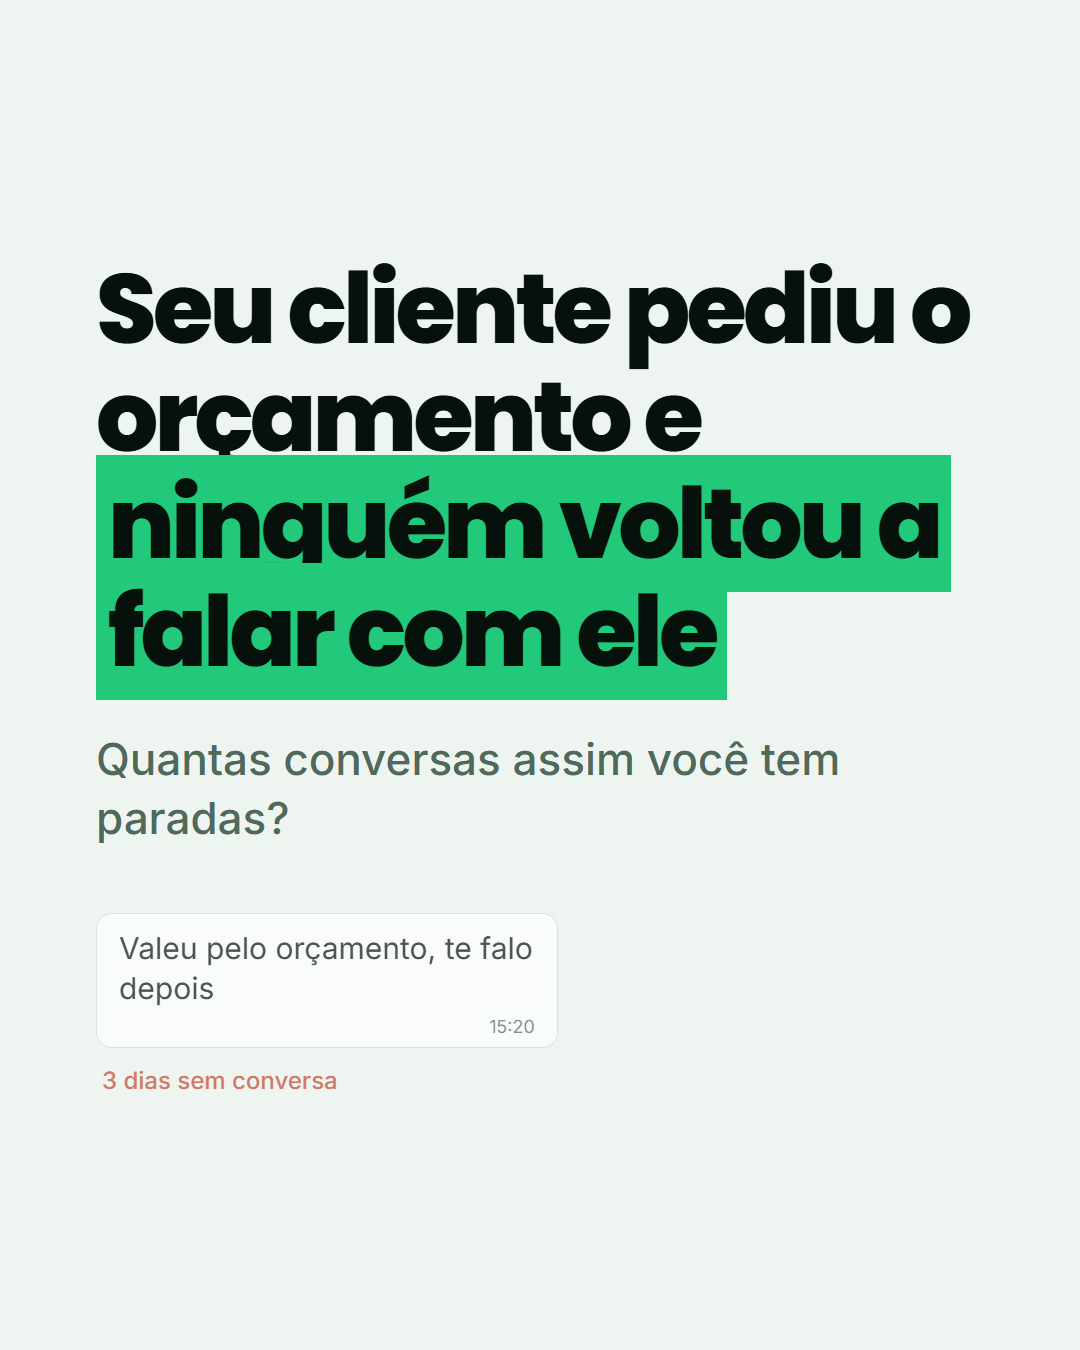 Seu cliente pediu o
orçamento e
ninguém voltou a
falar com ele
Quantas conversas assim você tem
paradas?
Valeu pelo orçamento, te falo
depois
15:20
3 dias sem conversa